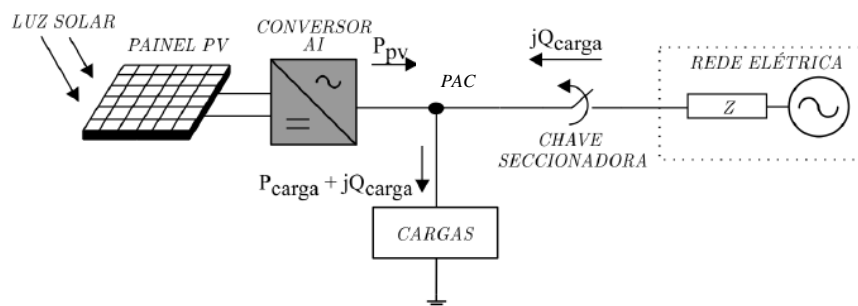 LUZ SOLAR
PAINEL PV
CONVERSOR
AI
Ppv
PAC
jQcarga
REDE ELÉTRICA
Z
CHAVE
SECCIONADORA
Pcarga + jQcarga
CARGAS